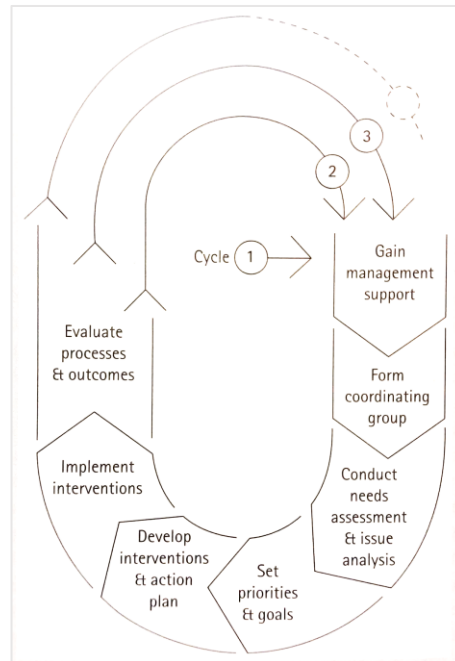 3
2
Cycle 1
Gain
management
support
Form
coordinating
group
Conduct
needs
assessment
& issue
analysis
Set
priorities
& goals
Develop
interventions
& action
plan
Implement
interventions
Evaluate
processes
& outcomes